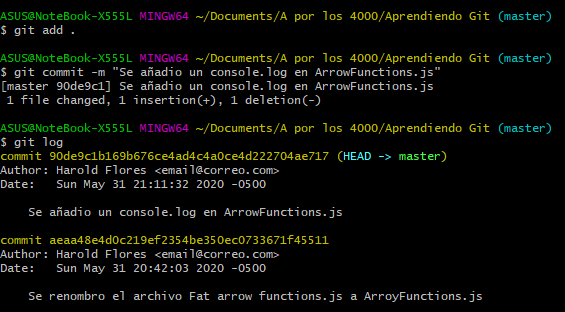 ASUS@NoteBook-X555L MINGW64 ~/Documents/A por los 4000/Aprendiendo Git (master)
$ git add .
ASUS@NoteBook-X555L MINGW64 ~/Documents/A por los 4000/Aprendiendo Git (master)
$ git commit -m "Se añadio un console.log en ArrowFunctions.js"
[master 90de9c1] Se añadio un console.log en ArrowFunctions.js
1 file changed, 1 insertion(+), 1 deletion(-)
ASUS@NoteBook-X555L MINGW64 ~/Documents/A por los 4000/Aprendiendo Git (master)
$ git log
commit 90de9c1b169b676ce4ad4c4a0ce4d222704ae717 (HEAD -> master)
Author: Harold Flores <email@correo.com>
Date: Sun May 31 21:11:32 2020 -0500
Se añadio un console.log en ArrowFunctions.js
commit aeaa48e4d0c219ef2354be350ec0733671f45511
Author: Harold Flores <email@correo.com>
Date: Sun May 31 20:42:03 2020 -0500
Se renombro el archivo Fat arrow functions.js a ArroyFunctions.js